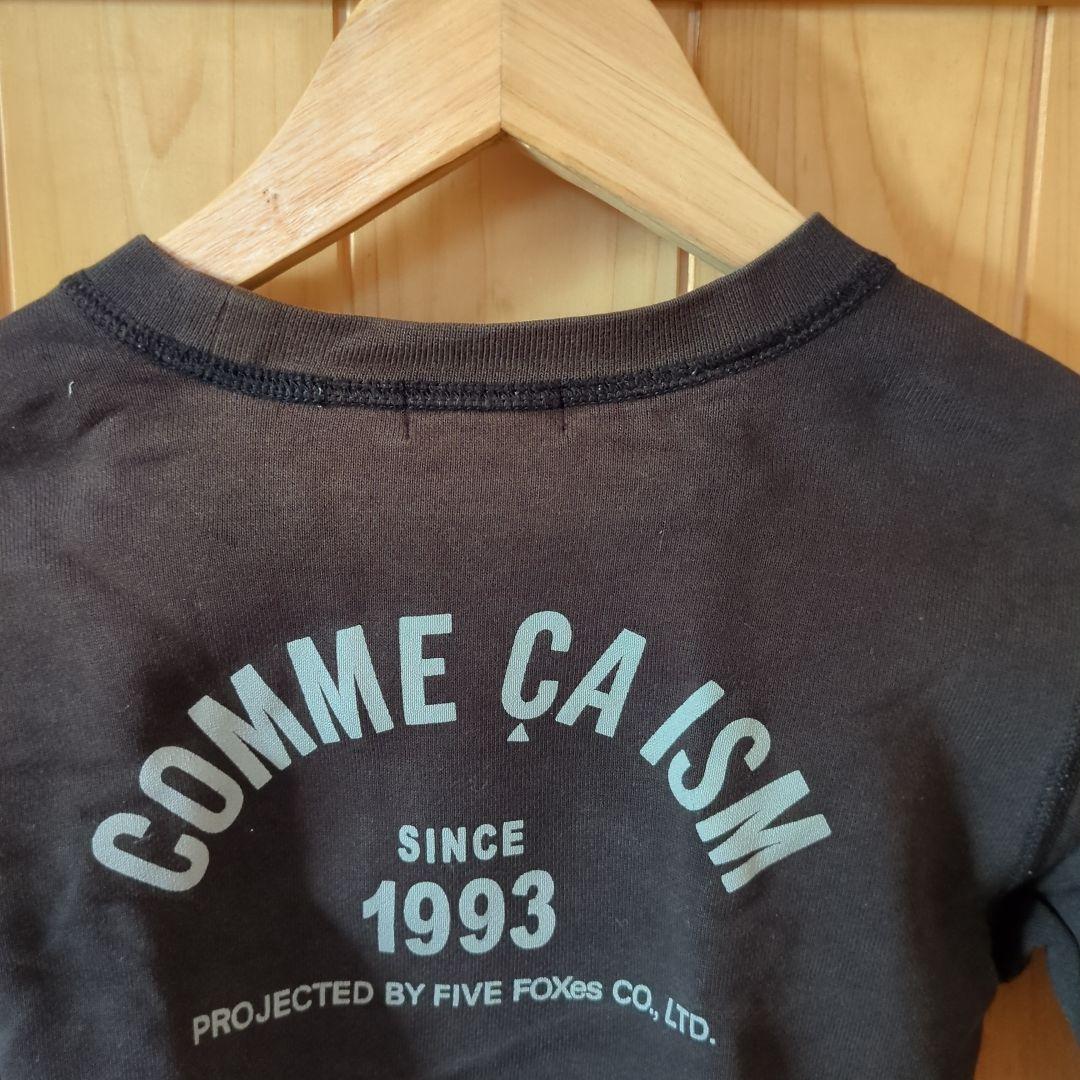 COMME ÇA ISM
SINCE
1993
PROJECTED BY FIVE FOXes CO., LTD.